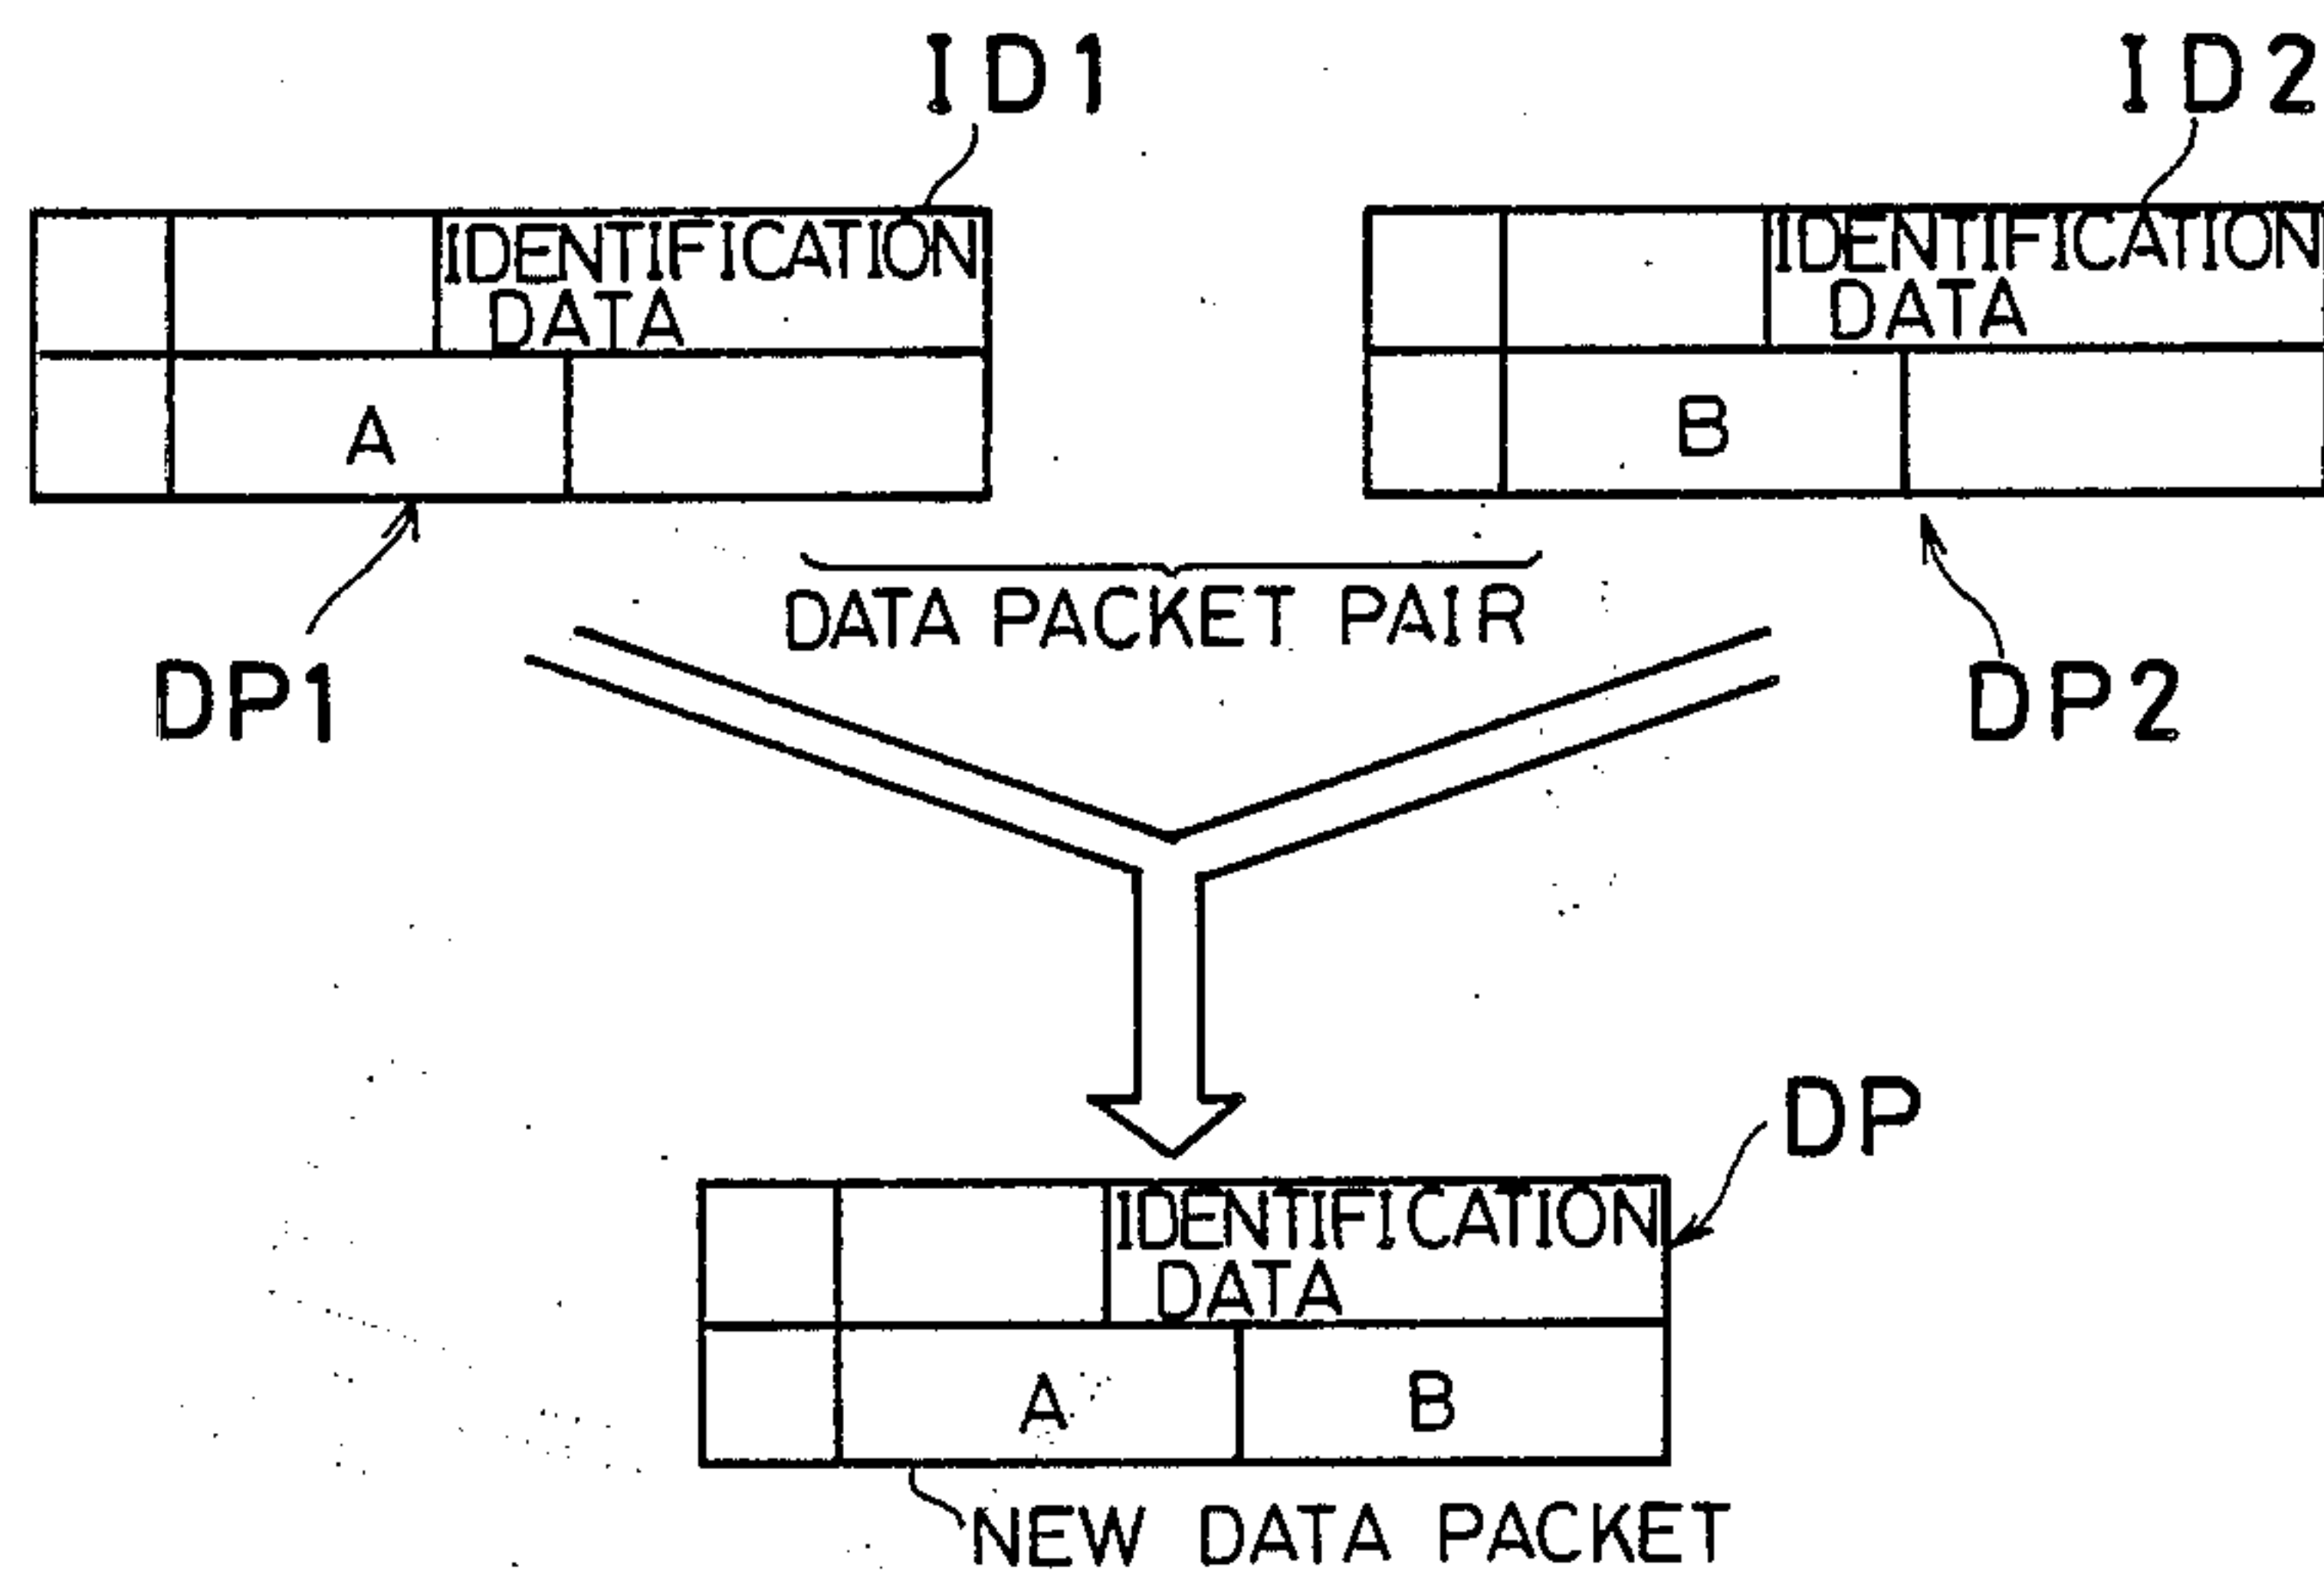 ID1
ID2
IDENTIFICATION
DATA
A
IDENTIFICATION
DATA
B
DATA PACKET PAIR
DP1
DP2
DP
IDENTIFICATION
DATA
A
B
NEW DATA PACKET